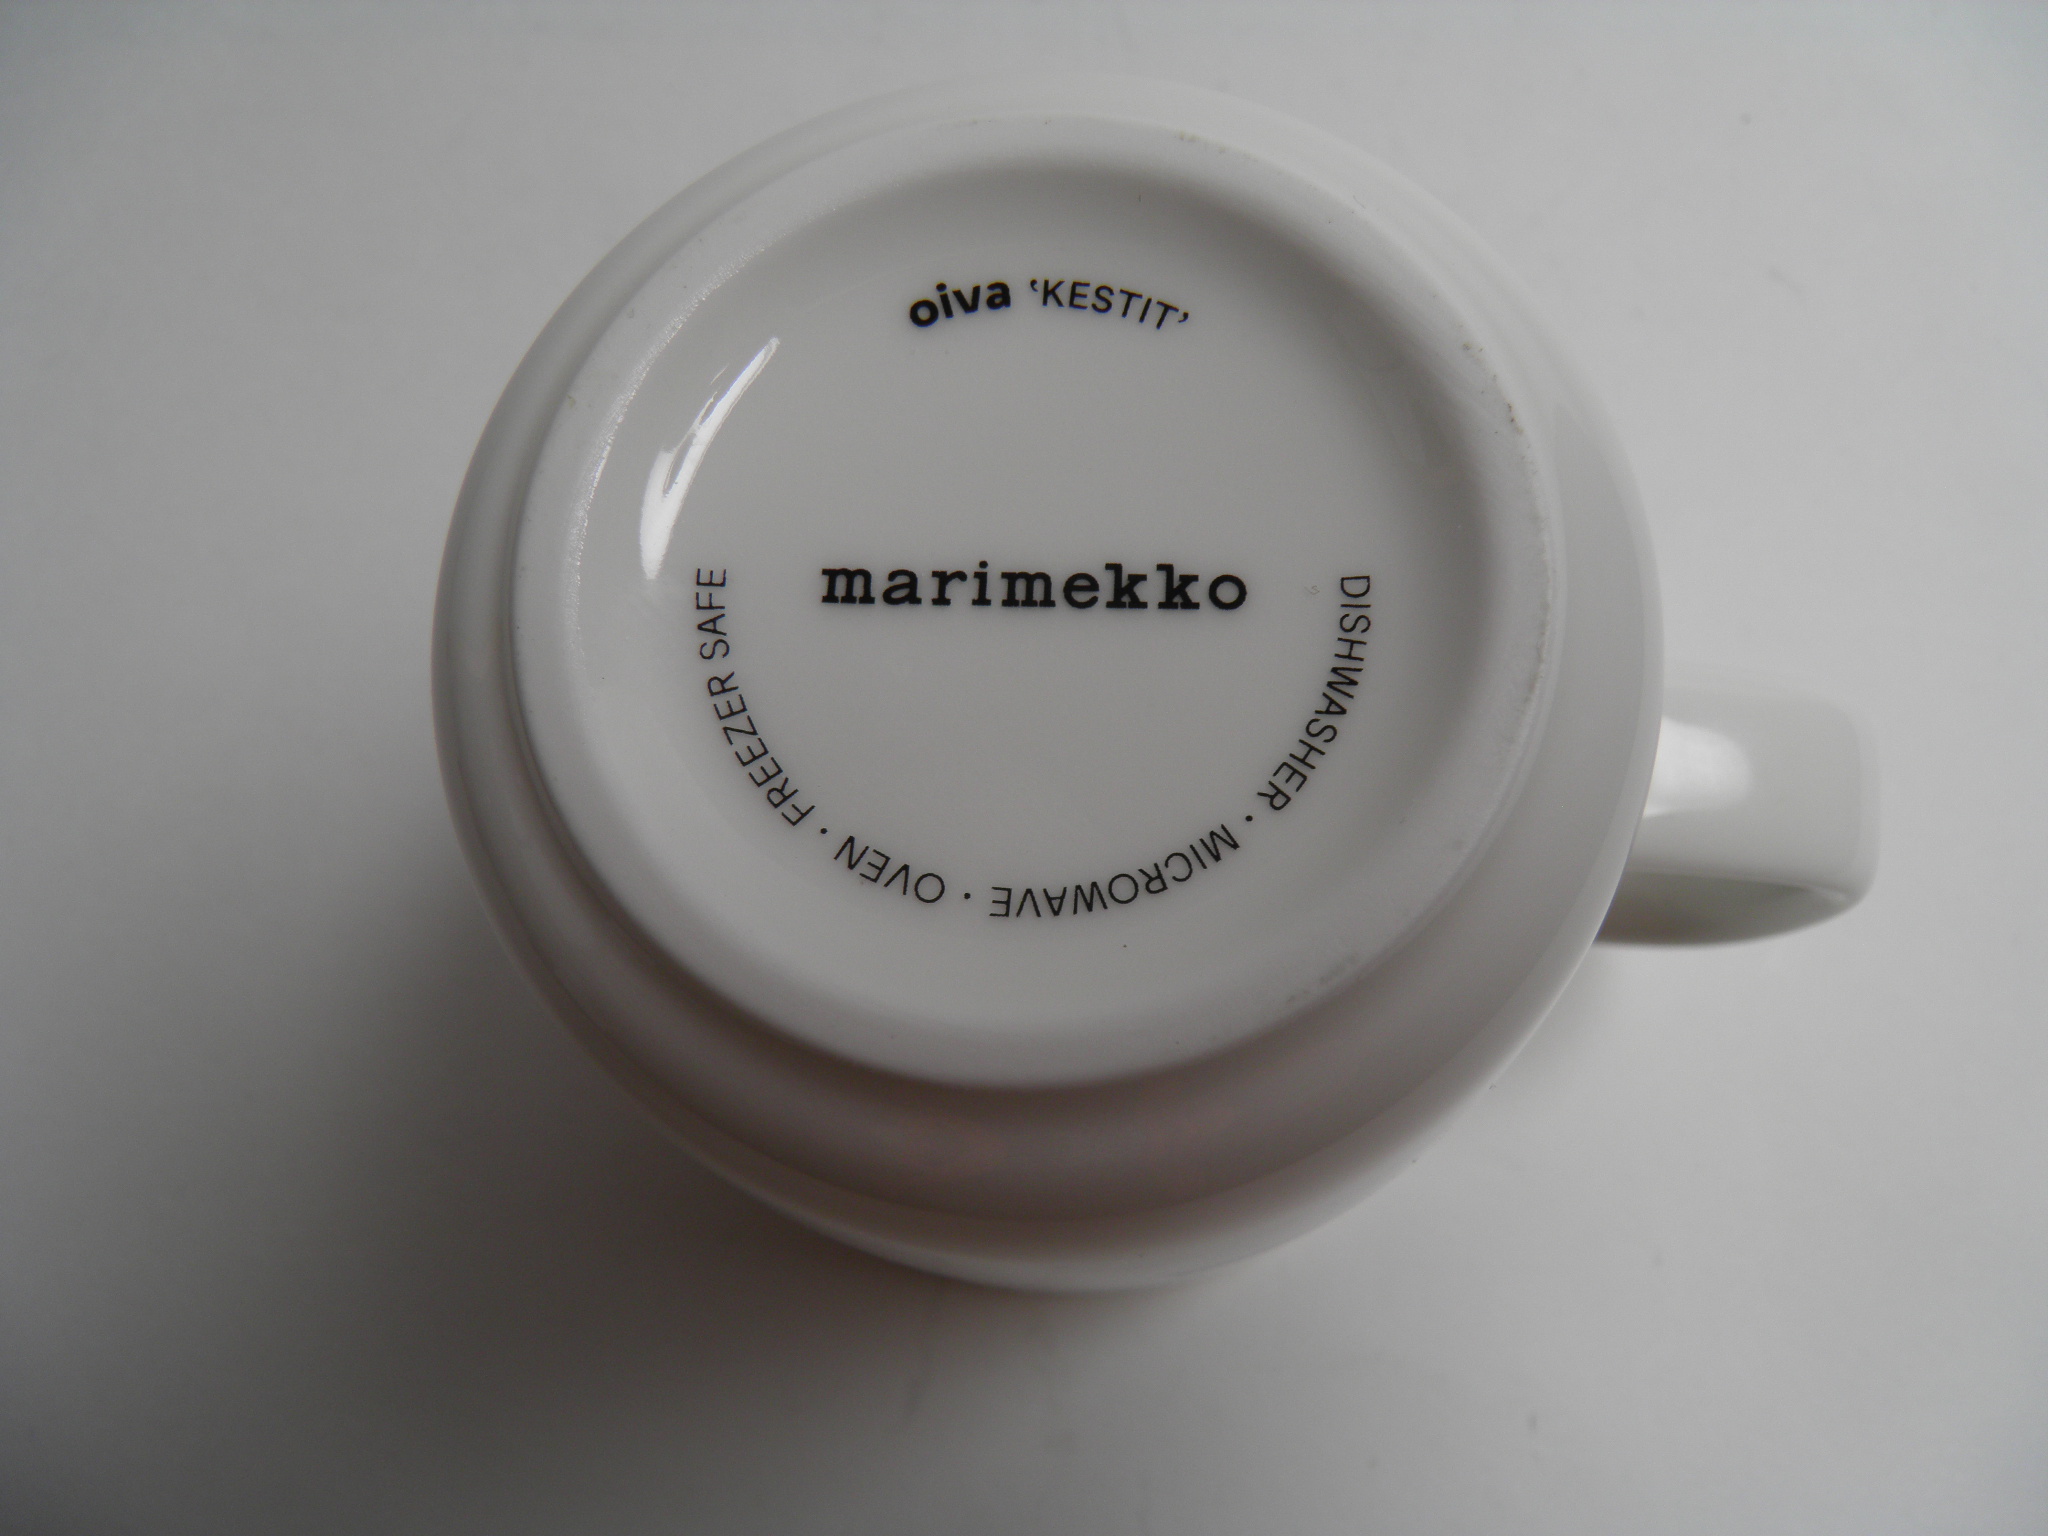 oiva ‘KESTIT’
marimekko
DISHWASHER · MICROWAVE · OVEN · FREEZER SAFE